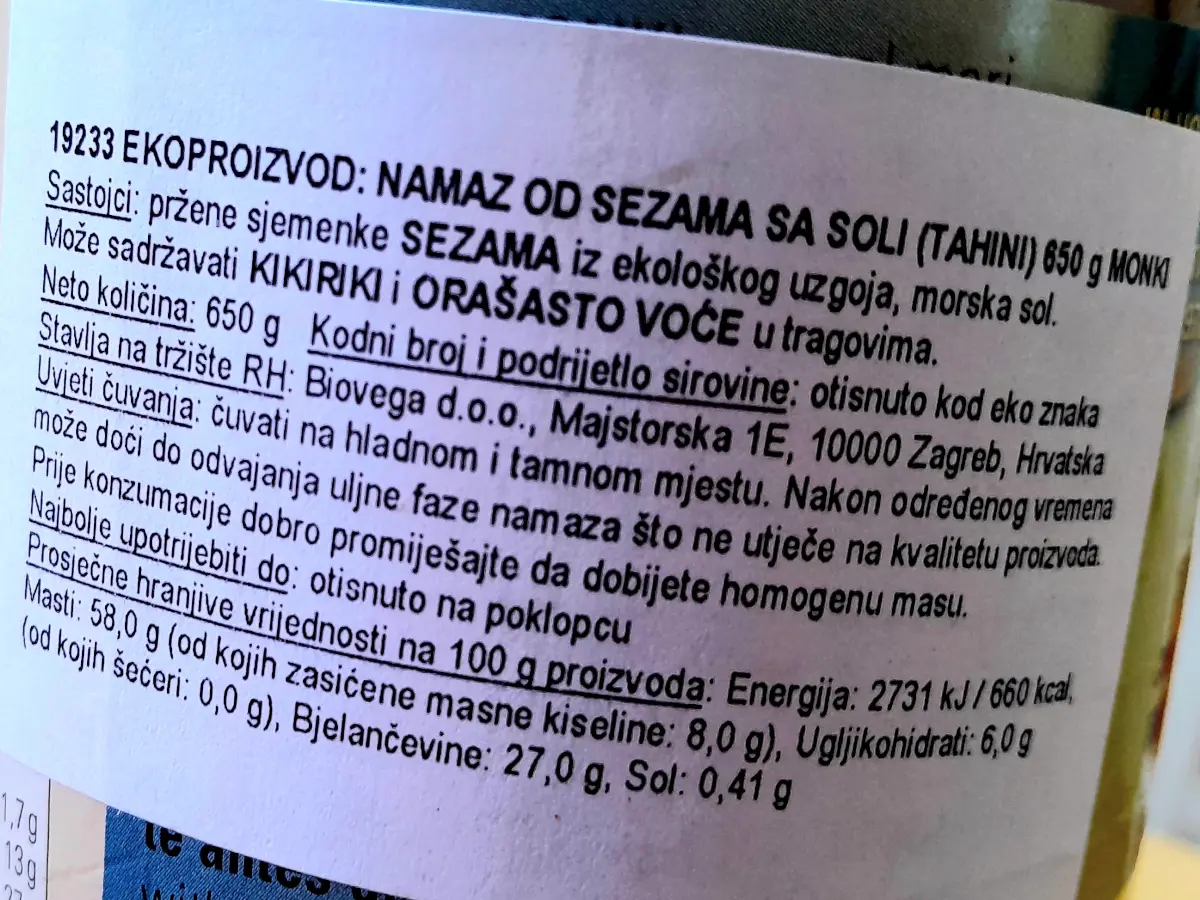 19233 EKOPROIZVOD: NAMAZ OD SEZAMA SA SOLI (TAHINI) 650 g MONKI
Sastojci: pržene sjemenke SEZAMA iz ekološkog uzgoja, morska sol.
Može sadržavati KIKIRIKI i ORAŠASTO VOĆE u tragovima.
Neto količina: 650 g Kodni broj i podrijetlo sirovine: otisnuto kod eko znaka
Stavlja na tržište RH: Biovega d.o.o., Majstorska 1E, 10000 Zagreb, Hrvatska
Uvjeti čuvanja: čuvati na hladnom i tamnom mjestu. Nakon određenog vremena
može doći do odvajanja uljne faze namaza što ne utječe na kvalitetu proizvoda.
Prije konzumacije dobro promiješajte da dobijete homogenu masu.
Najbolje upotrijebiti do: otisnuto na poklopcu
Prosječne hranjive vrijednosti na 100 g proizvoda: Energija: 2731 kJ / 660 kcal,
Masti: 58,0 g (od kojih zasićene masne kiseline: 8,0 g), Ugljikohidrati: 6,0 g
(od kojih šećeri: 0,0 g), Bjelančevine: 27,0 g, Sol: 0,41 g
1,7 g
13 g